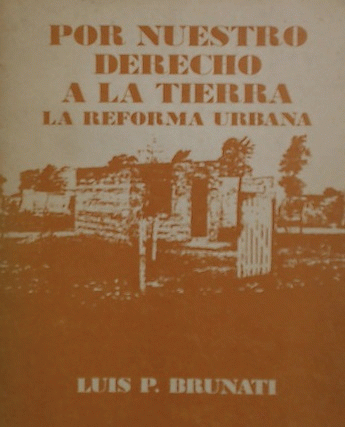 POR NUESTRO
DERECHO
A LA TIERRA
LA REFORMA URBANA
LUIS P. BRUNATI